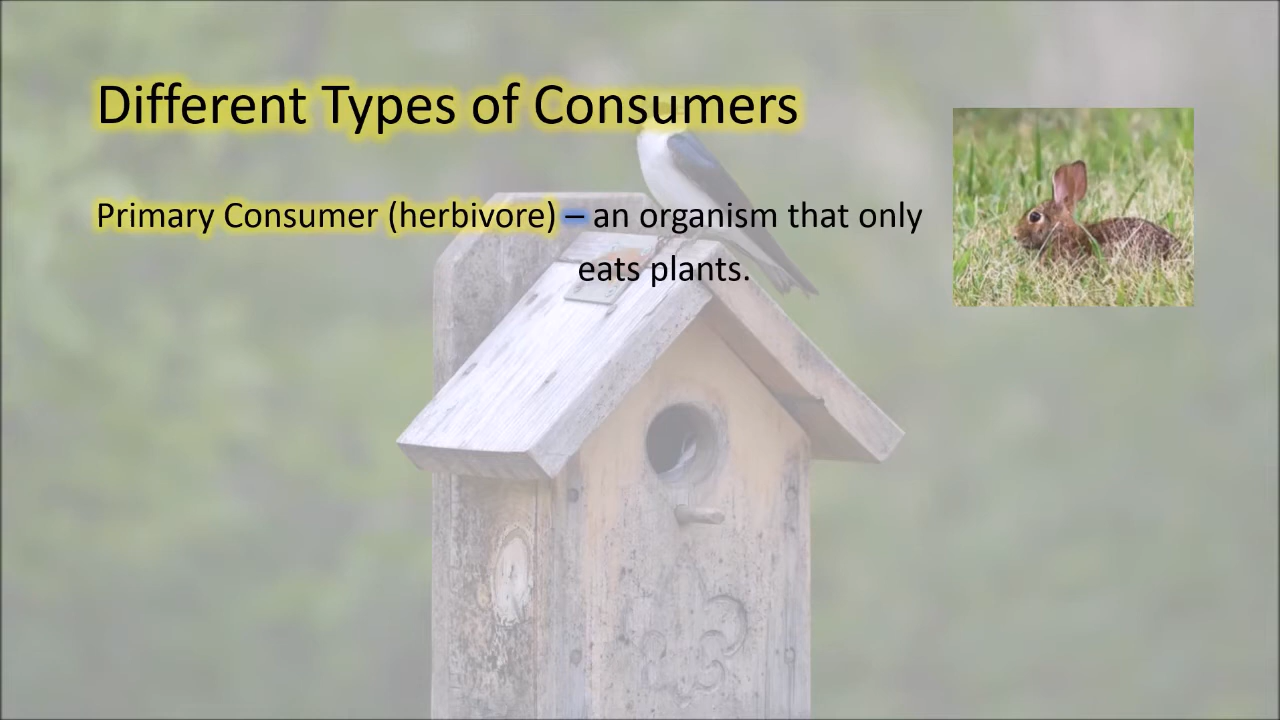 Different Types of Consumers
Primary Consumer (herbivore) – an organism that only
eats plants.